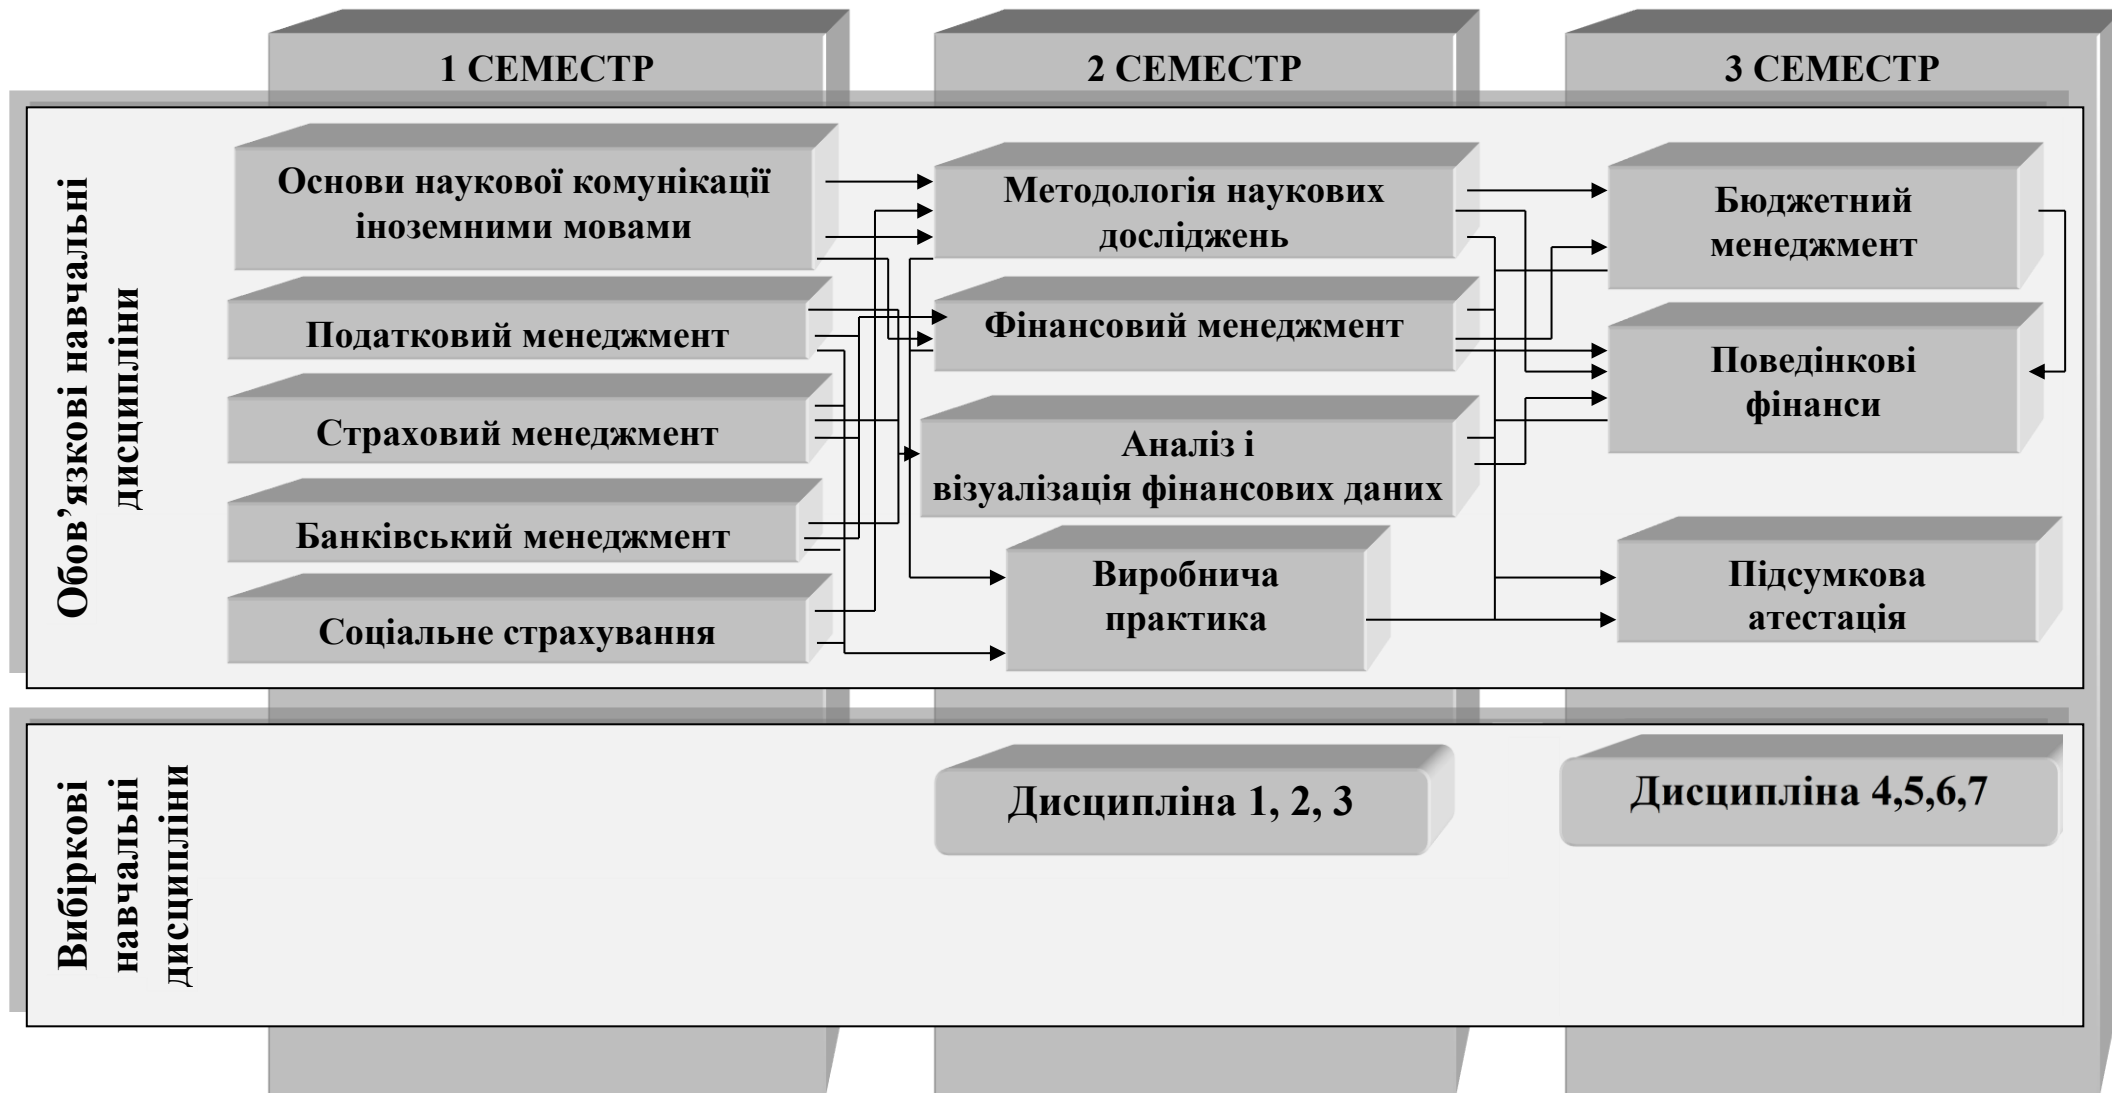 1 СЕМЕСТР
2 СЕМЕСТР
3 СЕМЕСТР
Обов’язкові навчальні
дисципліни
Основи наукової комунікації
іноземними мовами
Податковий менеджмент
Страховий менеджмент
Банківський менеджмент
Соціальне страхування
Методологія наукових
досліджень
Фінансовий менеджмент
Аналіз і
візуалізація фінансових даних
Виробнича
практика
Бюджетний
менеджмент
Поведінкові
фінанси
Підсумкова
атестація
Вибіркові
навчальні
дисципліни
Дисципліна 1, 2, 3
Дисципліна 4,5,6,7